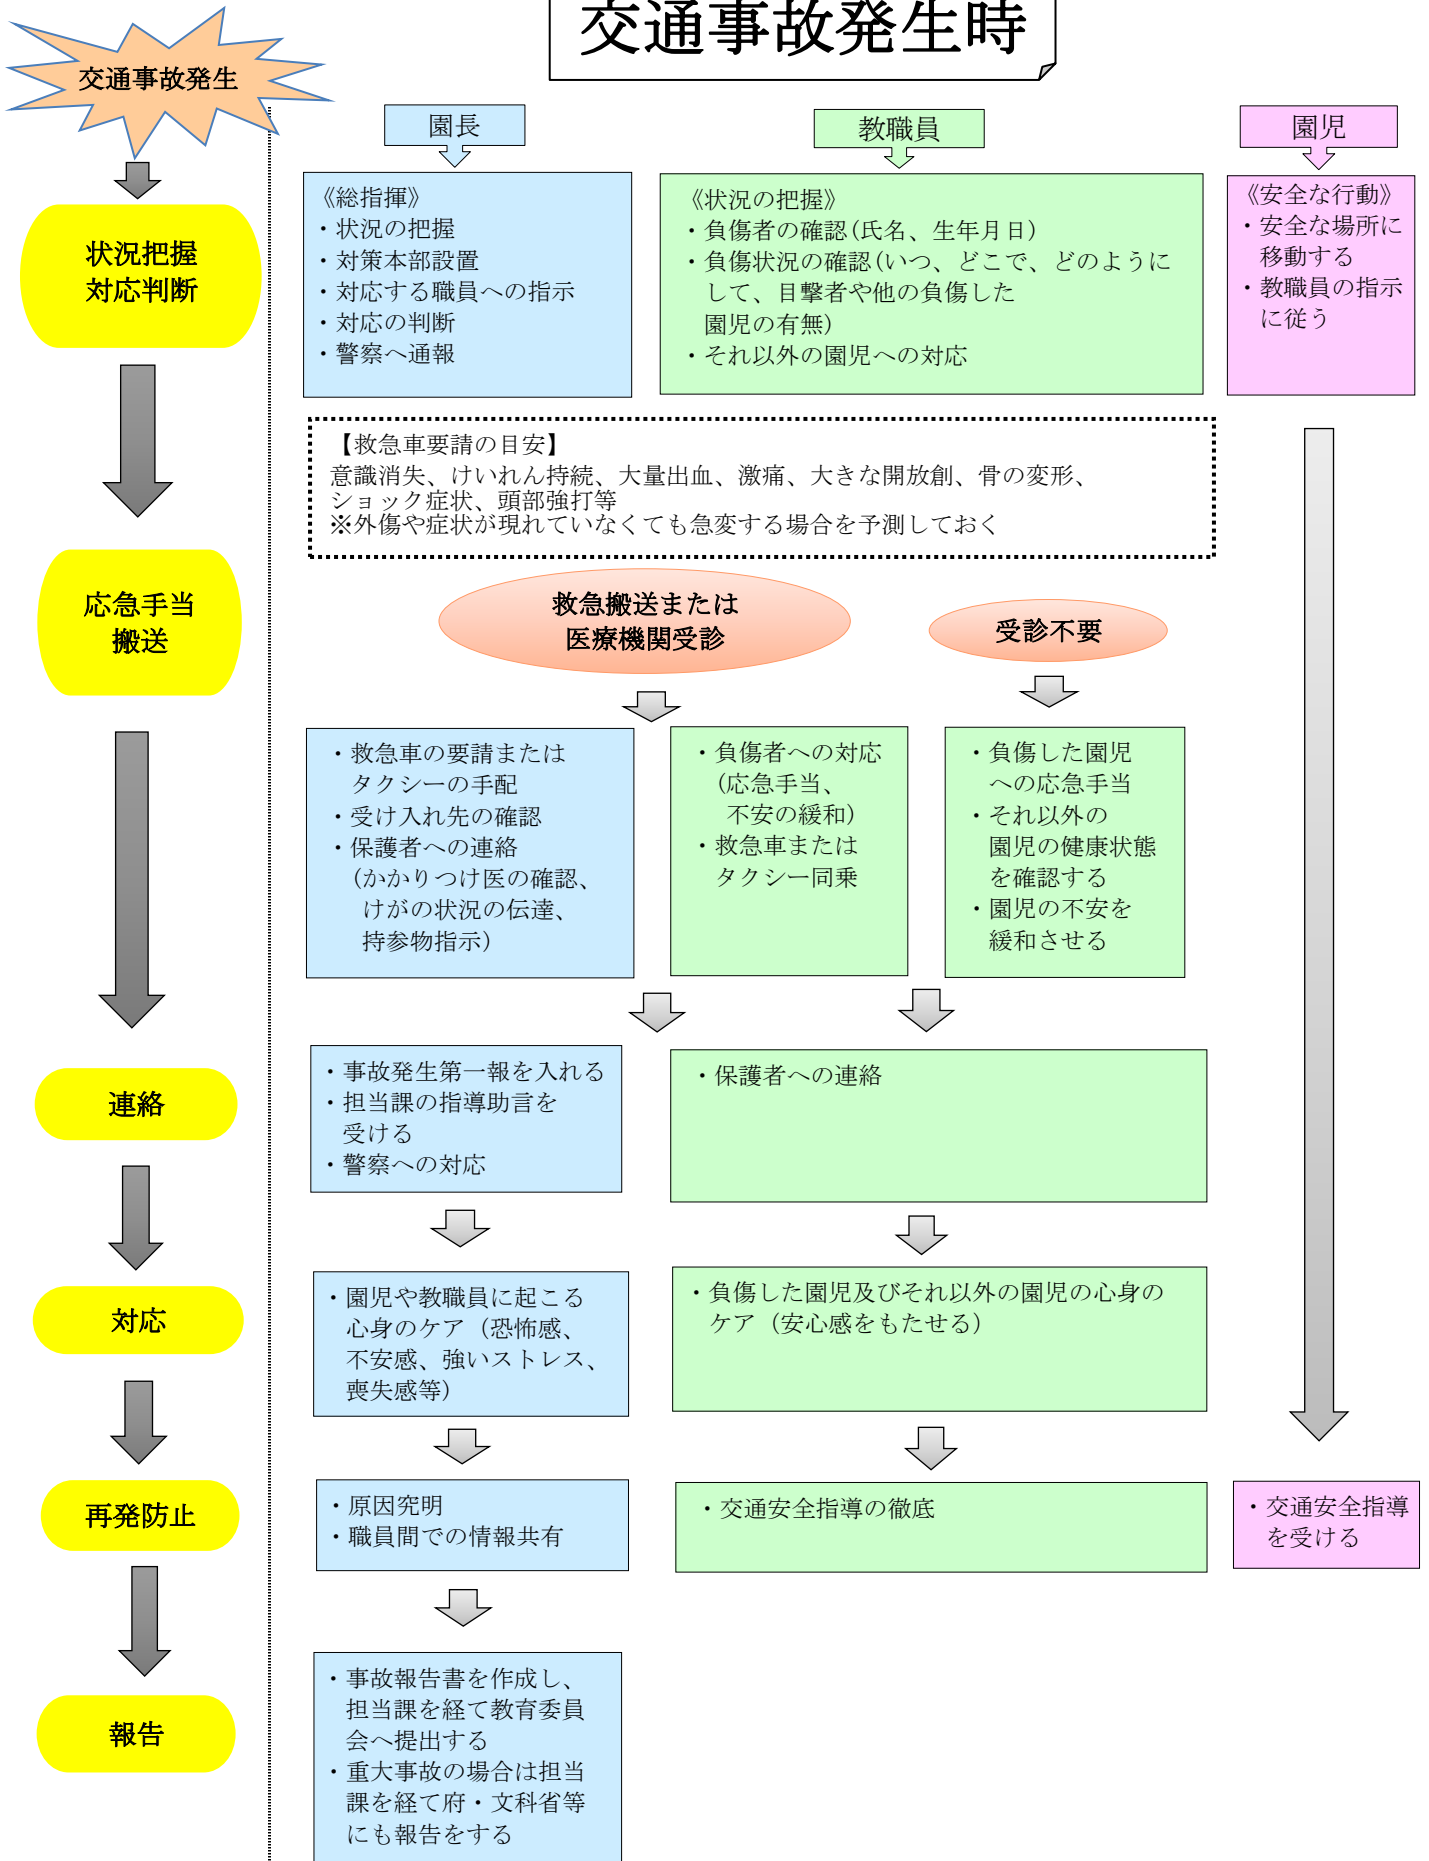 交通事故発生時
交通事故発生
園長
教職員
園児
状況把握
対応判断
《総指揮》
・状況の把握
・対策本部設置
・対応する職員への指示
・対応の判断
・警察へ通報
《状況の把握》
・負傷者の確認(氏名、生年月日)
・負傷状況の確認(いつ、どこで、どのように
して、目撃者や他の負傷した
園児の有無)
・それ以外の園児への対応
《安全な行動》
・安全な場所に
移動する
・教職員の指示
に従う
【救急車要請の目安】
意識消失、けいれん持続、大量出血、激痛、大きな開放創、骨の変形、
ショック症状、頭部強打等
※外傷や症状が現れていなくても急変する場合を予測しておく
応急手当
搬送
救急搬送または
医療機関受診
受診不要
・救急車の要請または
タクシーの手配
・受け入れ先の確認
・保護者への連絡
(かかりつけ医の確認、
けがの状況の伝達、
持参物指示)
・負傷者への対応
(応急手当、
不安の緩和)
・救急車または
タクシー同乗
・負傷した園児
への応急手当
・それ以外の
園児の健康状態
を確認する
・園児の不安を
緩和させる
連絡
・事故発生第一報を入れる
・担当課の指導助言を
受ける
・警察への対応
・保護者への連絡
対応
・園児や教職員に起こる
心身のケア(恐怖感、
不安感、強いストレス、
喪失感等)
・負傷した園児及びそれ以外の園児の心身の
ケア(安心感をもたせる)
再発防止
・原因究明
・職員間での情報共有
・交通安全指導の徹底
・交通安全指導
を受ける
報告
・事故報告書を作成し、
担当課を経て教育委員
会へ提出する
・重大事故の場合は担当
課を経て府・文科省等
にも報告をする